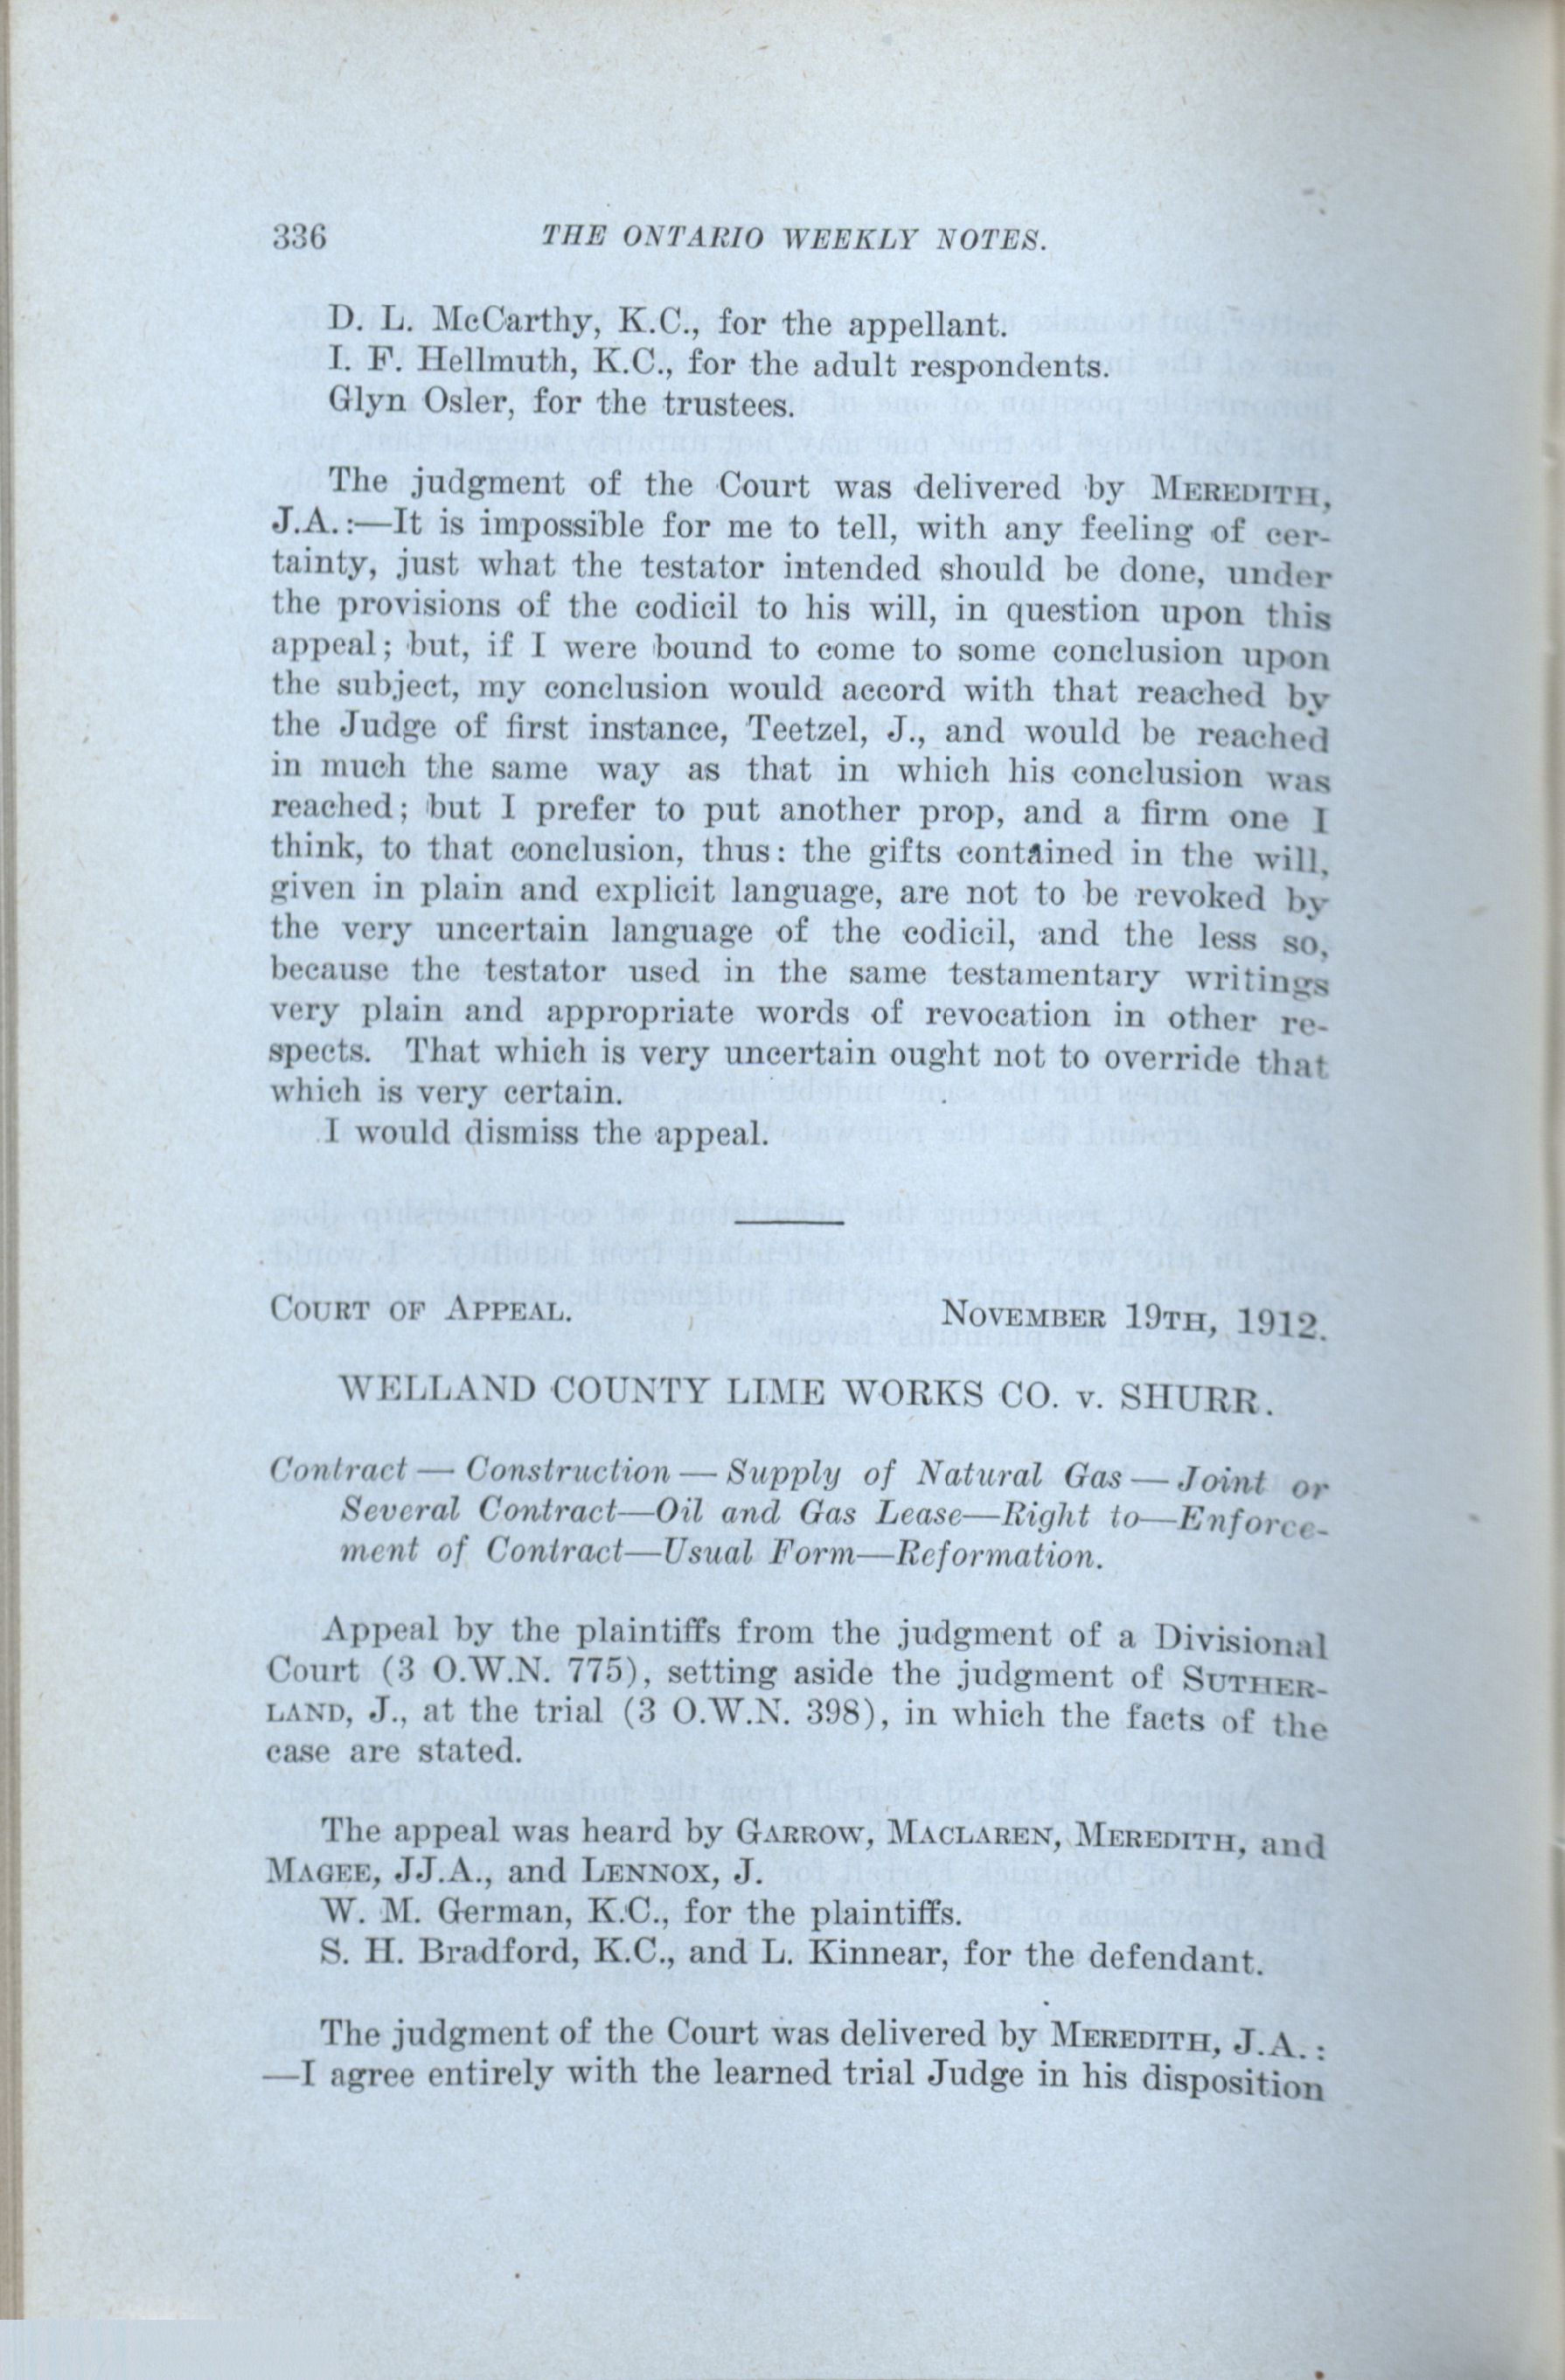 336 THE ONTARIO WEEKLY NOTES.
D. L. McCarthy, K.C., for the appellant.
I. F. Hellmuth, K.C., for the adult respondents.
Glyn Osler, for the trustees.
The judgment of the Court was delivered by MEREDITH,
J.A.:—It is impossible for me to tell, with any feeling of cer-
tainty, just what the testator intended should be done, under
the provisions of the codicil to his will, in question upon this
appeal; but, if I were bound to come to some conclusion upon
the subject, my conclusion would accord with that reached by
the Judge of first instance, Teetzel, J., and would be reached
in much the same way as that in which his conclusion was
reached; but I prefer to put another prop, and a firm one I
think, to that conclusion, thus: the gifts contained in the will,
given in plain and explicit language, are not to be revoked by
the very uncertain language of the codicil, and the less so,
because the testator used in the same testamentary writings
very plain and appropriate words of revocation in other re-
spects. That which is very uncertain ought not to override that
which is very certain.
I would dismiss the appeal.
COURT OF APPEAL. NOVEMBER 19TH, 1912.
WELLAND COUNTY LIME WORKS CO. v. SHURR.
Contract — Construction — Supply of Natural Gas — Joint or
Several Contract—Oil and Gas Lease—Right to—Enforce-
ment of Contract—Usual Form—Reformation.
Appeal by the plaintiffs from the judgment of a Divisional
Court (3 O.W.N. 775), setting aside the judgment of SUTHER-
LAND, J., at the trial (3 O.W.N. 398), in which the facts of the
case are stated.
The appeal was heard by GARROW, MACLAREN, MEREDITH, and
MAGEE, JJ.A., and LENNOX, J.
W. M. German, K.C., for the plaintiffs.
S. H. Bradford, K.C., and L. Kinnear, for the defendant.
The judgment of the Court was delivered by MEREDITH, J.A.:
—I agree entirely with the learned trial Judge in his disposition